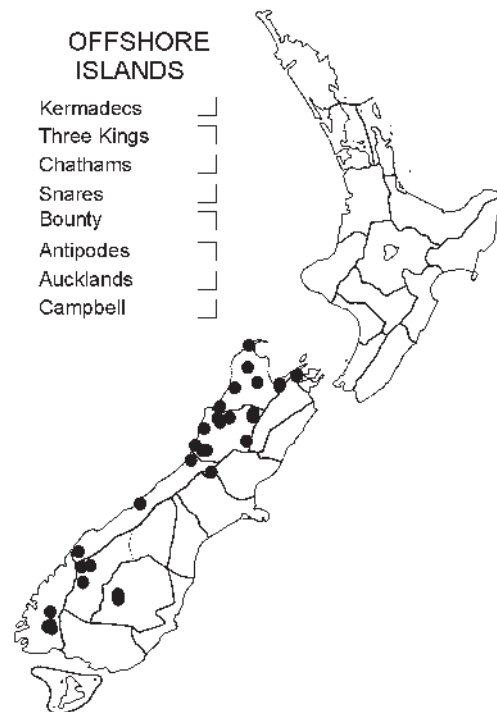 OFFSHORE
ISLANDS
Kermadecs
Three Kings
Chathams
Snares
Bounty
Antipodes
Aucklands
Campbell